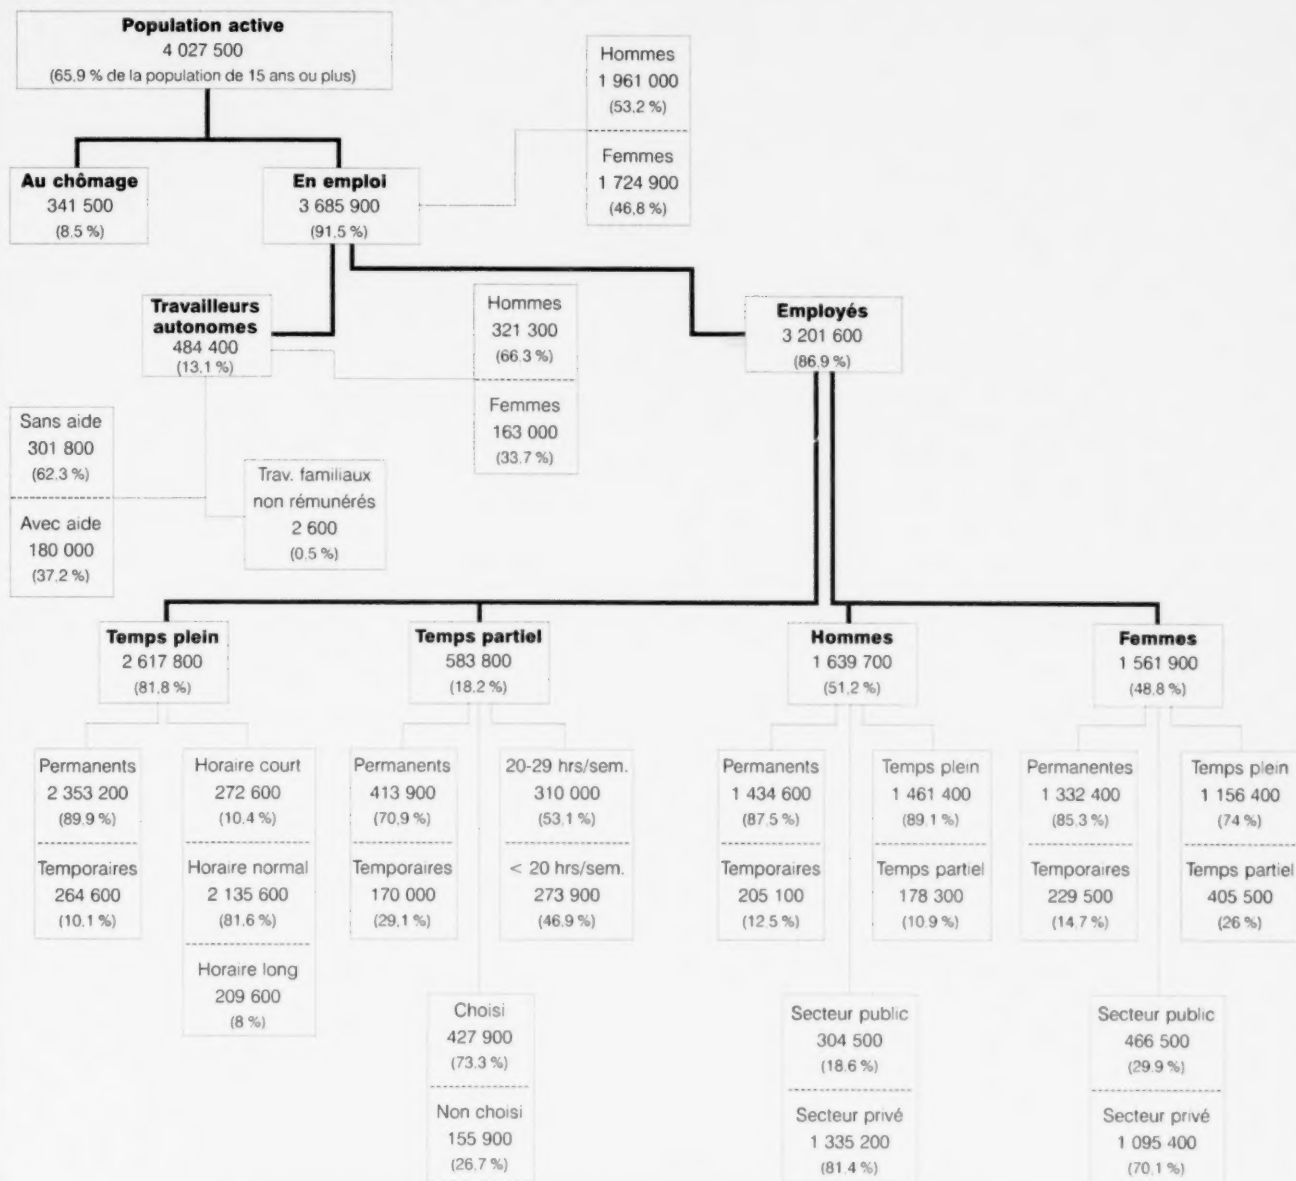 Population active
4 027 500
(65,9 % de la population de 15 ans ou plus)
Hommes
1 961 000
(53,2 %)
Femmes
1 724 900
(46,8 %)
Au chômage
341 500
(8.5 %)
En emploi
3 685 900
(91,5 %)
Travailleurs
autonomes
484 400
(13,1 %)
Hommes
321 300
(66.3 %)
Femmes
163 000
(33.7 %)
Employés
3 201 600
(86,9 %)
Sans aide
301 800
(62.3 %)
Avec aide
180 000
(37,2 %)
Trav. familiaux
non rémunérés
2 600
(0.5 %)
Temps plein
2 617 800
(81,8 %)
Temps partiel
583 800
(18.2 %)
Hommes
1 639 700
(51,2 %)
Femmes
1 561 900
(48,8 %)
Permanents
2 353 200
(89.9 %)
Temporaires
264 600
(10.1 %)
Horaire court
272 600
(10.4 %)
Horaire normal
2 135 600
(81.6 %)
Horaire long
209 600
(8 %)
Permanents
413 900
(70,9 %)
Temporaires
170 000
(29,1 %)
20-29 hrs/sem.
310 000
(53,1 %)
< 20 hrs/sem.
273 900
(46,9 %)
Choisi
427 900
(73.3 %)
Non choisi
155 900
(26,7 %)
Permanents
1 434 600
(87,5 %)
Temporaires
205 100
(12,5 %)
Temps plein
1 461 400
(89,1 %)
Temps partiel
178 300
(10,9 %)
Secteur public
304 500
(18.6 %)
Secteur privé
1 335 200
(81,4 %)
Permanentes
1 332 400
(85.3 %)
Temporaires
229 500
(14,7 %)
Temps plein
1 156 400
(74 %)
Temps partiel
405 500
(26 %)
Secteur public
466 500
(29.9 %)
Secteur privé
1 095 400
(70,1 %)